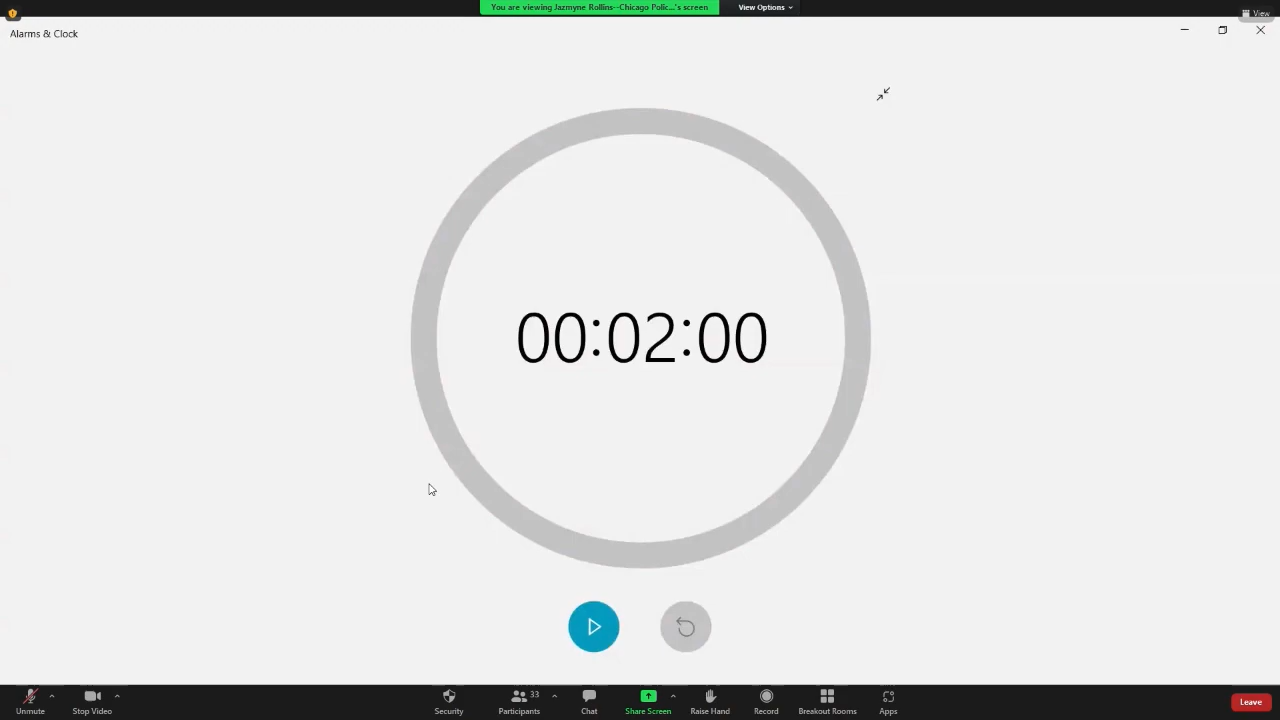 You are viewing Jazmyne Rollins--Chicago Polic...'s screen
View Options
View
Alarms & Clock
00:02:00
Unmute
Stop Video
Security
33
Participants
Chat
Share Screen
Raise Hand
Record
Breakout Rooms
Apps
Leave